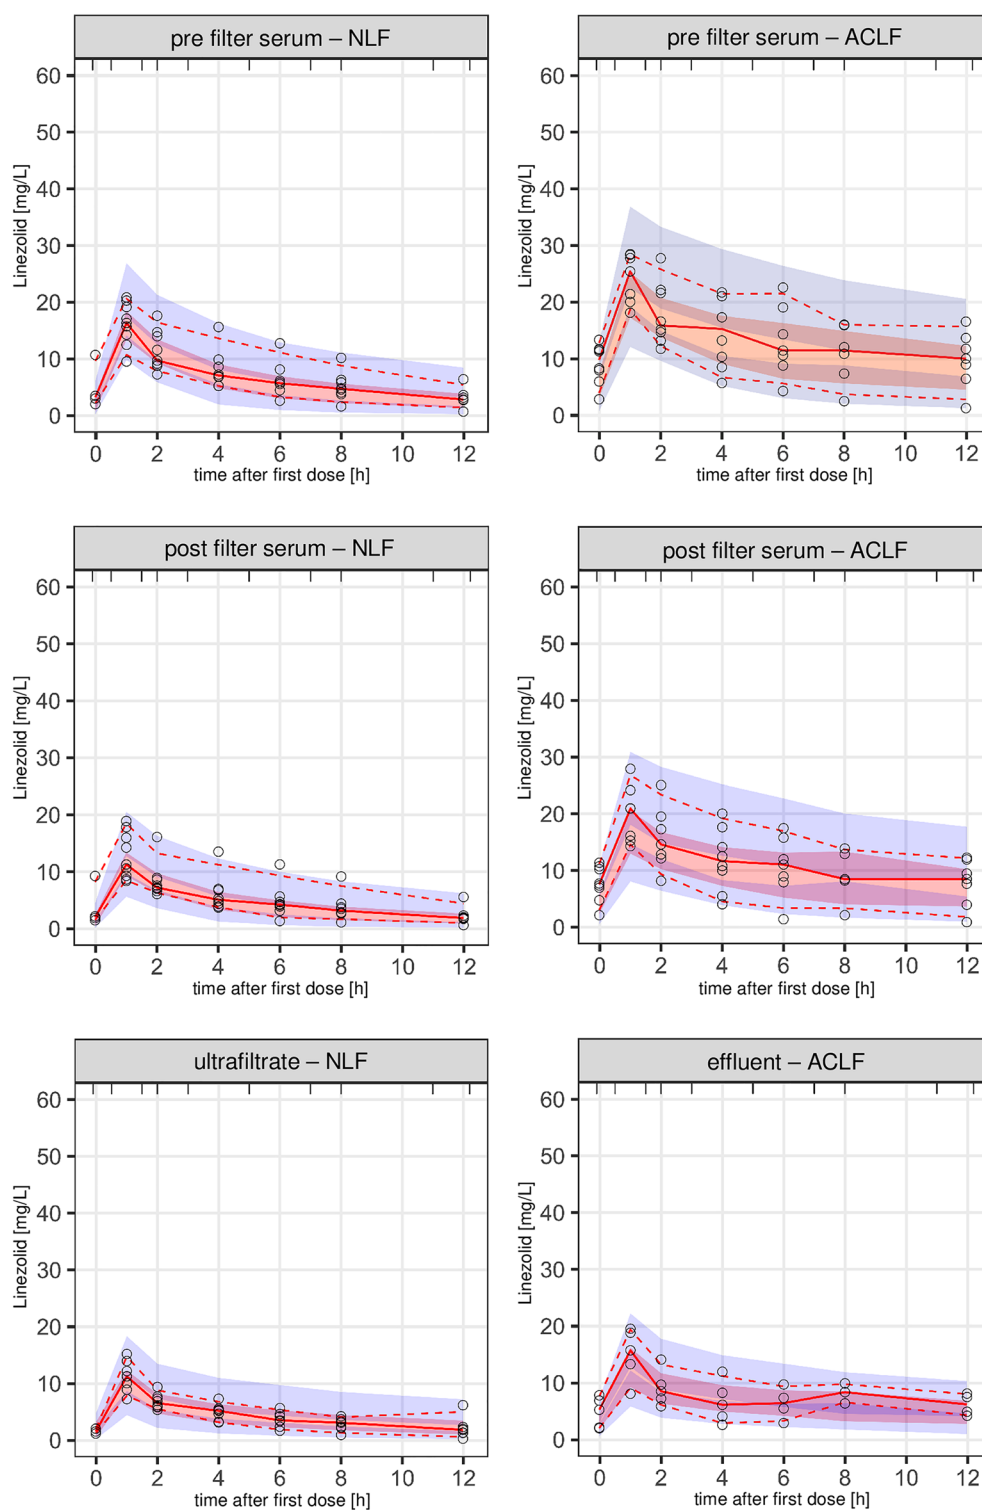 pre filter serum – NLF
60
50
40
30
20
10
0
Linezolid [mg/L]
0 2 4 6 8 10 12
time after first dose [h]
pre filter serum – ACLF
60
50
40
30
20
10
0
Linezolid [mg/L]
0 2 4 6 8 10 12
time after first dose [h]
post filter serum – NLF
60
50
40
30
20
10
0
Linezolid [mg/L]
0 2 4 6 8 10 12
time after first dose [h]
post filter serum – ACLF
60
50
40
30
20
10
0
Linezolid [mg/L]
0 2 4 6 8 10 12
time after first dose [h]
ultrafiltrate – NLF
60
50
40
30
20
10
0
Linezolid [mg/L]
0 2 4 6 8 10 12
time after first dose [h]
effluent – ACLF
60
50
40
30
20
10
0
Linezolid [mg/L]
0 2 4 6 8 10 12
time after first dose [h]